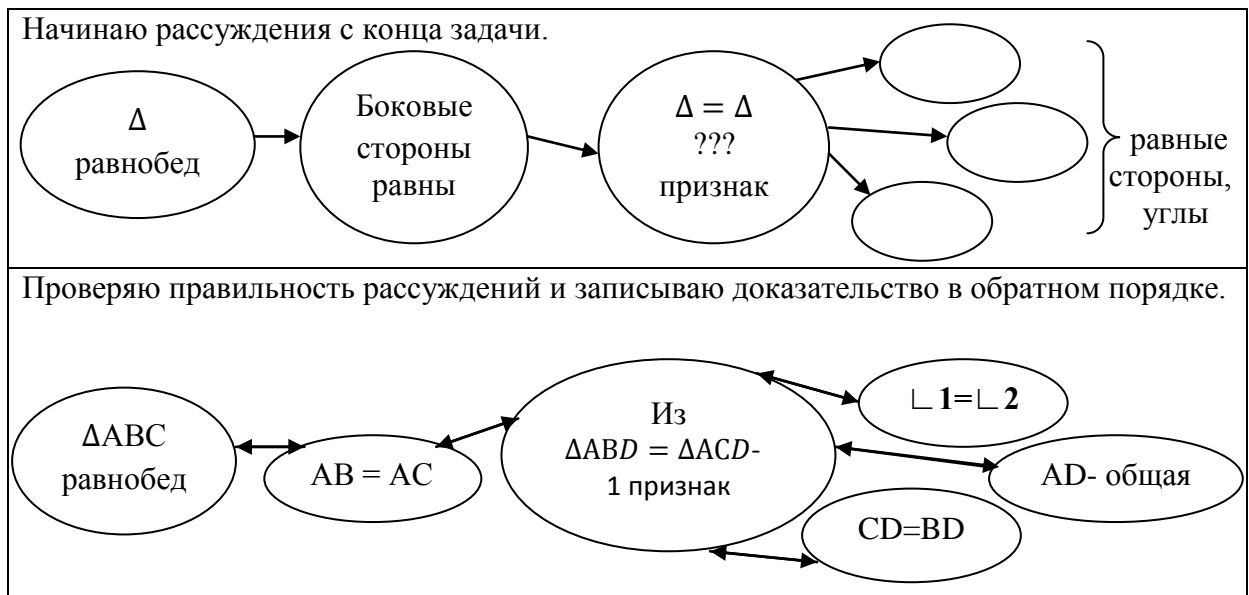 Начинаю рассуждения с конца задачи.
Δ
равнобед
Боковые
стороны
равны
Δ = Δ
???
признак
равные
стороны,
углы
Проверяю правильность рассуждений и записываю доказательство в обратном порядке.
ΔABC
равнобед
AB = AC
Из
ΔABD = ΔACD-
1 признак
∟1=∟2
AD- общая
CD=BD